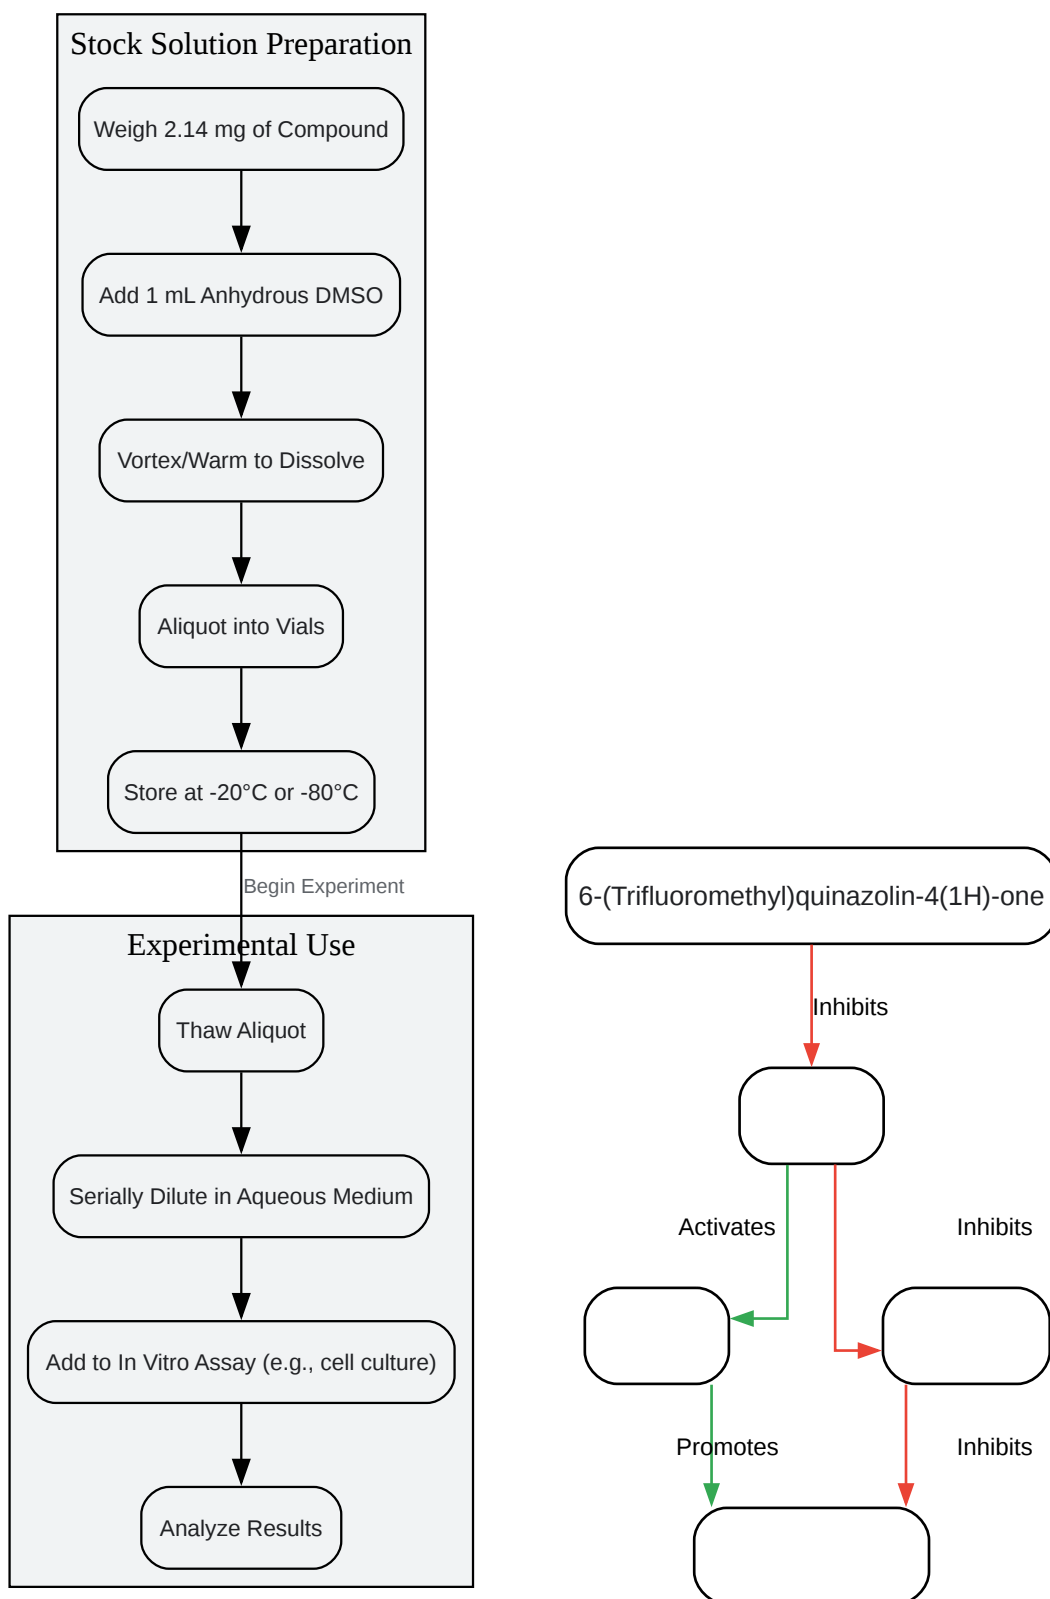 Stock Solution Preparation
Weigh 2.14 mg of Compound
Add 1 mL Anhydrous DMSO
Vortex/Warm to Dissolve
Aliquot into Vials
Store at -20°C or -80°C
Begin Experiment
Experimental Use
Thaw Aliquot
Serially Dilute in Aqueous Medium
Add to In Vitro Assay (e.g., cell culture)
Analyze Results
6-(Trifluoromethyl)quinazolin-4(1H)-one
Inhibits
Activates
Inhibits
Promotes
Inhibits